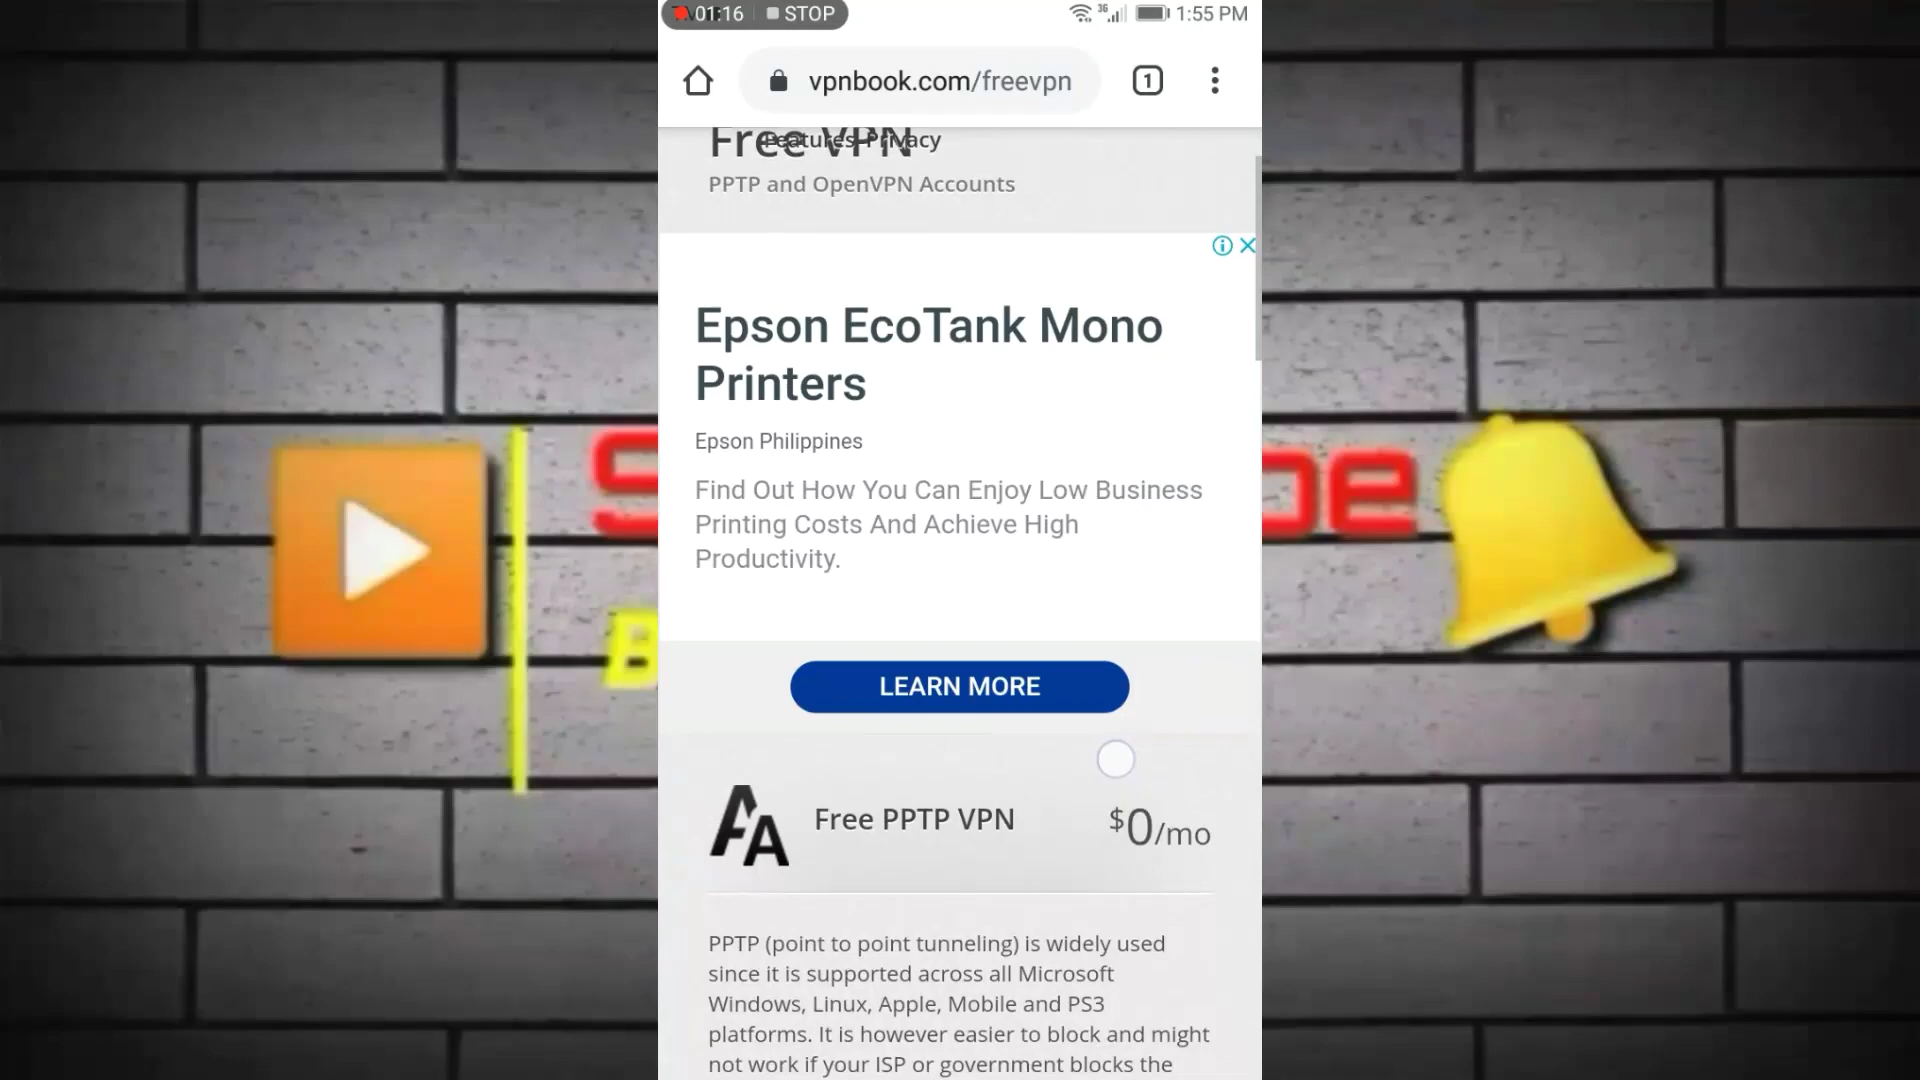 01:16 STOP 3G 1:55 PM
vpnbook.com/freevpn 1
Free VPN
Features Privacy
PPTP and OpenVPN Accounts
Epson EcoTank Mono
Printers
Epson Philippines
Find Out How You Can Enjoy Low Business
Printing Costs And Achieve High
Productivity.
S be
B
LEARN MORE
Free PPTP VPN $0/mo
PPTP (point to point tunneling) is widely used
since it is supported across all Microsoft
Windows, Linux, Apple, Mobile and PS3
platforms. It is however easier to block and might
not work if your ISP or government blocks the